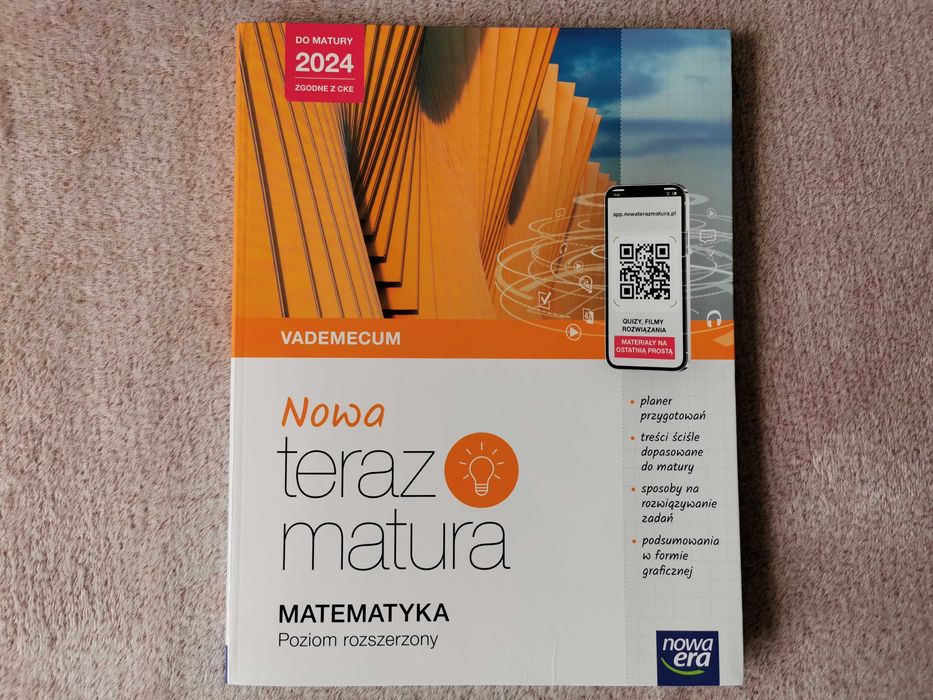 DO MATURY
2024
ZGODNE Z CKE
app.nowaterazmatura.pl
QUIZY, FILMY
ROZWIĄZANIA
MATERIAŁY NA
OSTATNIĄ PROSTĄ
VADEMECUM
Nowa
teraz
matura
MATEMATYKA
Poziom rozszerzony
• planer
przygotowań
• treści ściśle
dopasowane
do matury
• sposoby na
rozwiązywanie
zadań
• podsumowania
w formie
graficznej
nowa
era